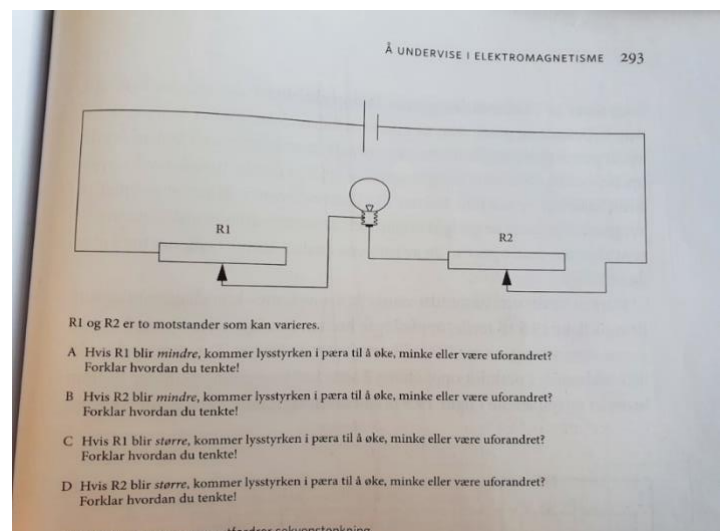 Å UNDERVISE I ELEKTROMAGNETISME 293
R1
R2
R1 og R2 er to motstander som kan varieres.
A Hvis R1 blir mindre, kommer lysstyrken i pæra til å øke, minke eller være uforandret?
Forklar hvordan du tenkte!
B Hvis R2 blir mindre, kommer lysstyrken i pæra til å øke, minke eller være uforandret?
Forklar hvordan du tenkte!
C Hvis R1 blir større, kommer lysstyrken i pæra til å øke, minke eller være uforandret?
Forklar hvordan du tenkte!
D Hvis R2 blir større, kommer lysstyrken i pæra til å øke, minke eller være uforandret?
Forklar hvordan du tenkte!